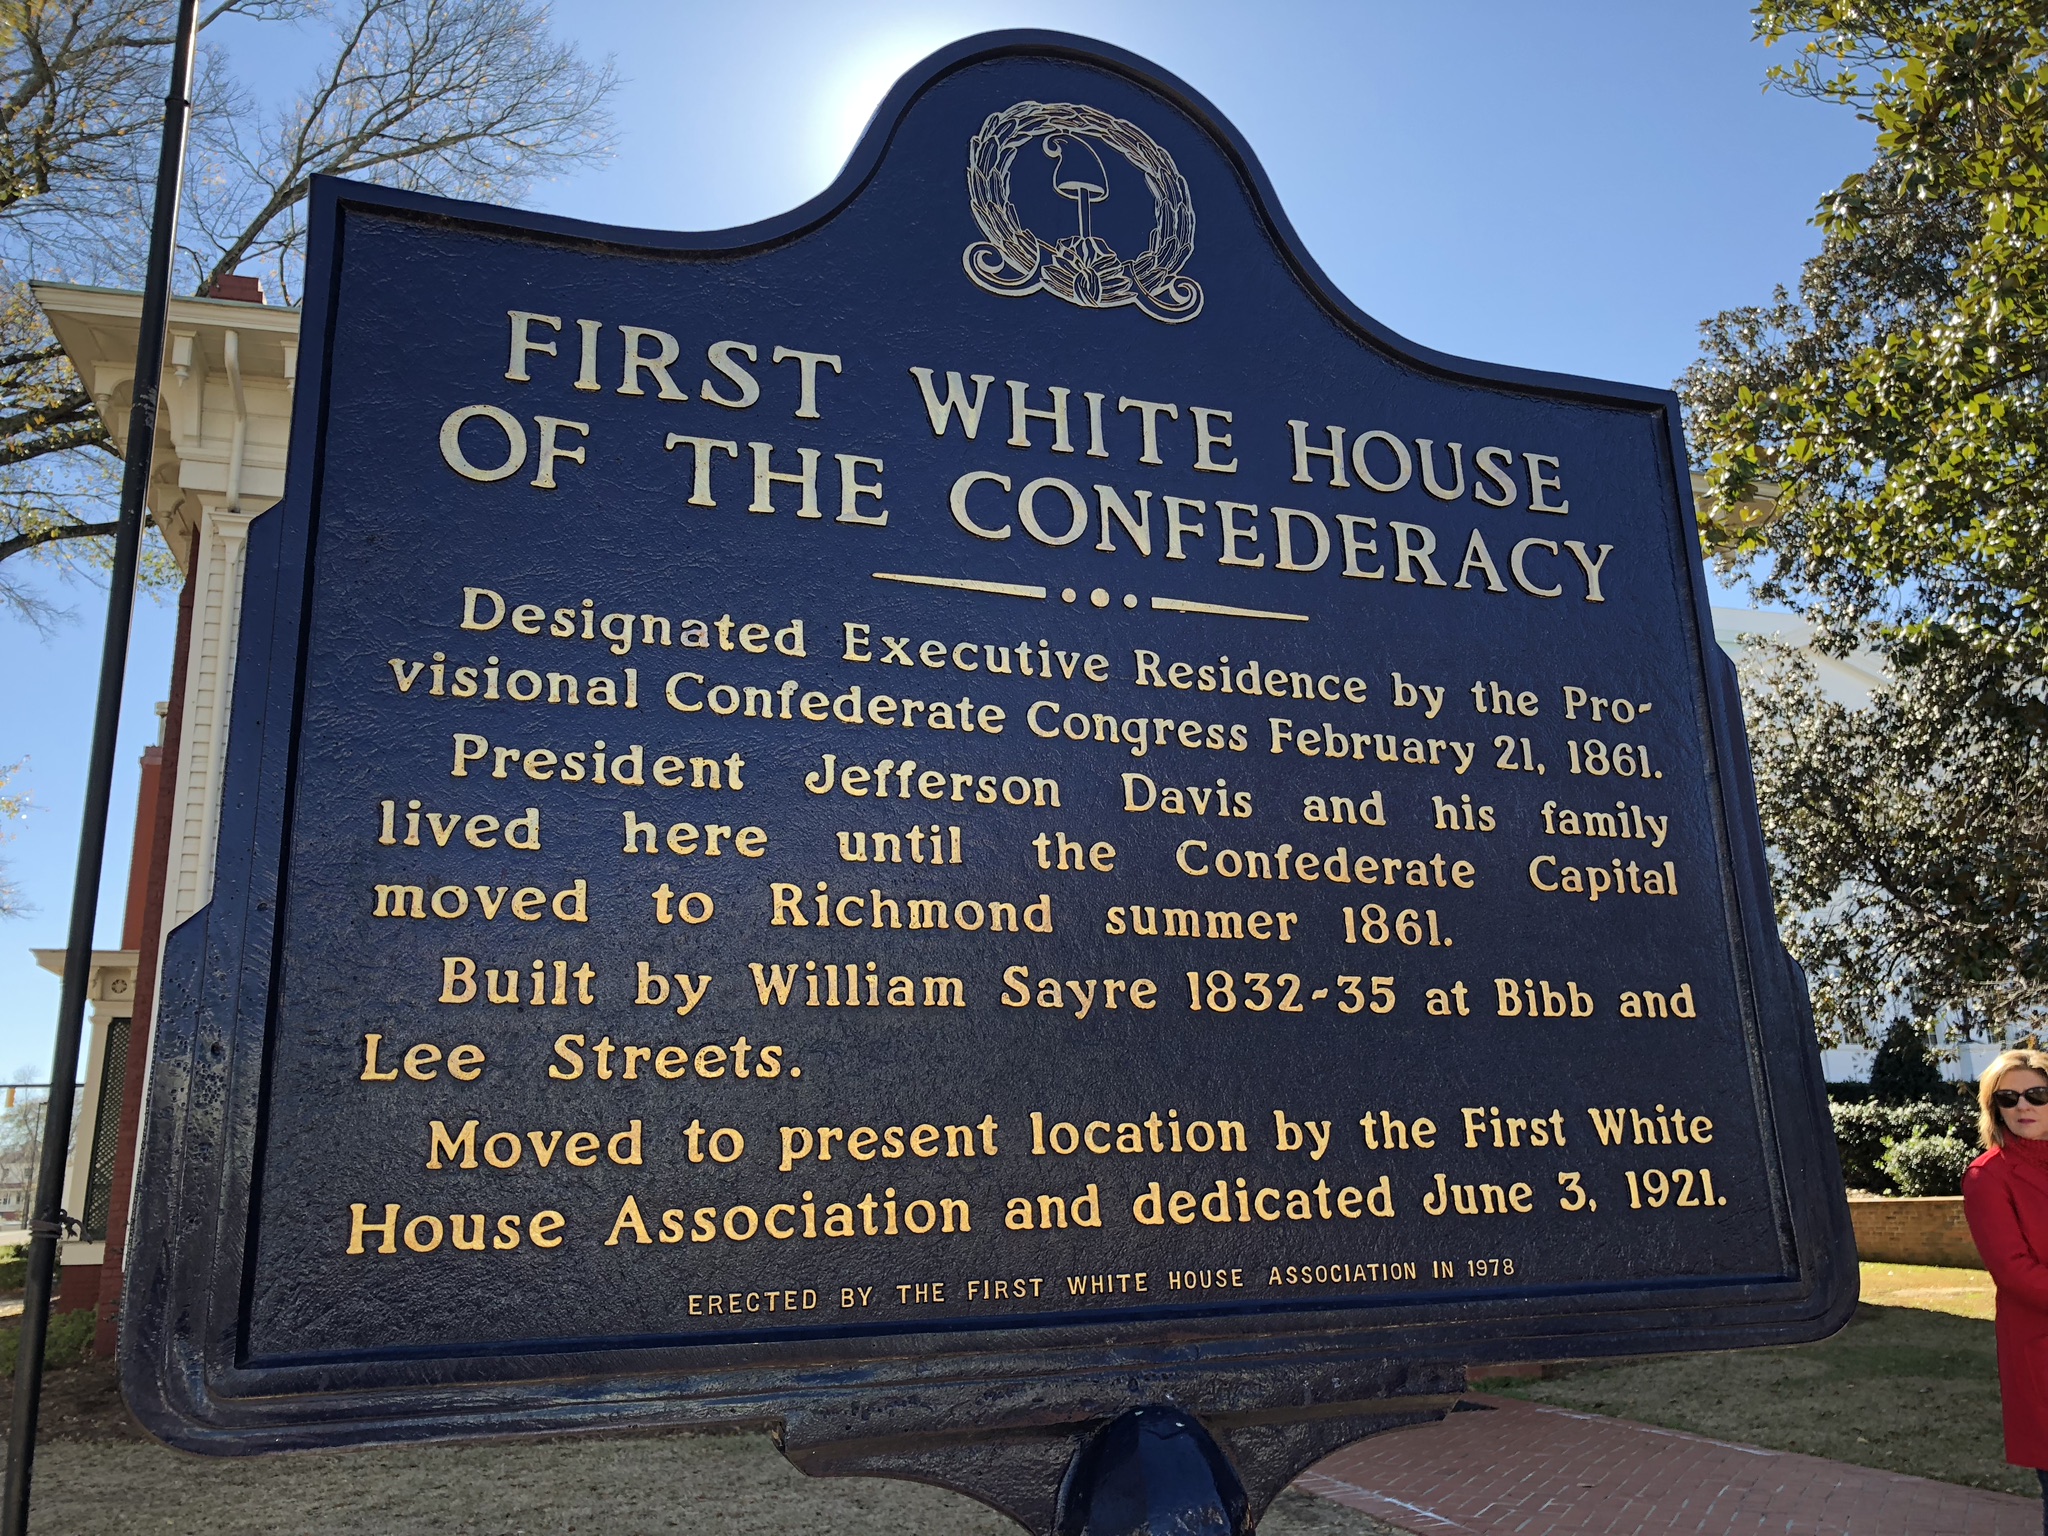 FIRST WHITE HOUSE
OF THE CONFEDERACY
Designated Executive Residence by the Pro-
visional Confederate Congress February 21, 1861.
President Jefferson Davis and his family
lived here until the Confederate Capital
moved to Richmond summer 1861.
Built by William Sayre 1832-35 at Bibb and
Lee Streets.
Moved to present location by the First White
House Association and dedicated June 3, 1921.
ERECTED BY THE FIRST WHITE HOUSE ASSOCIATION IN 1978